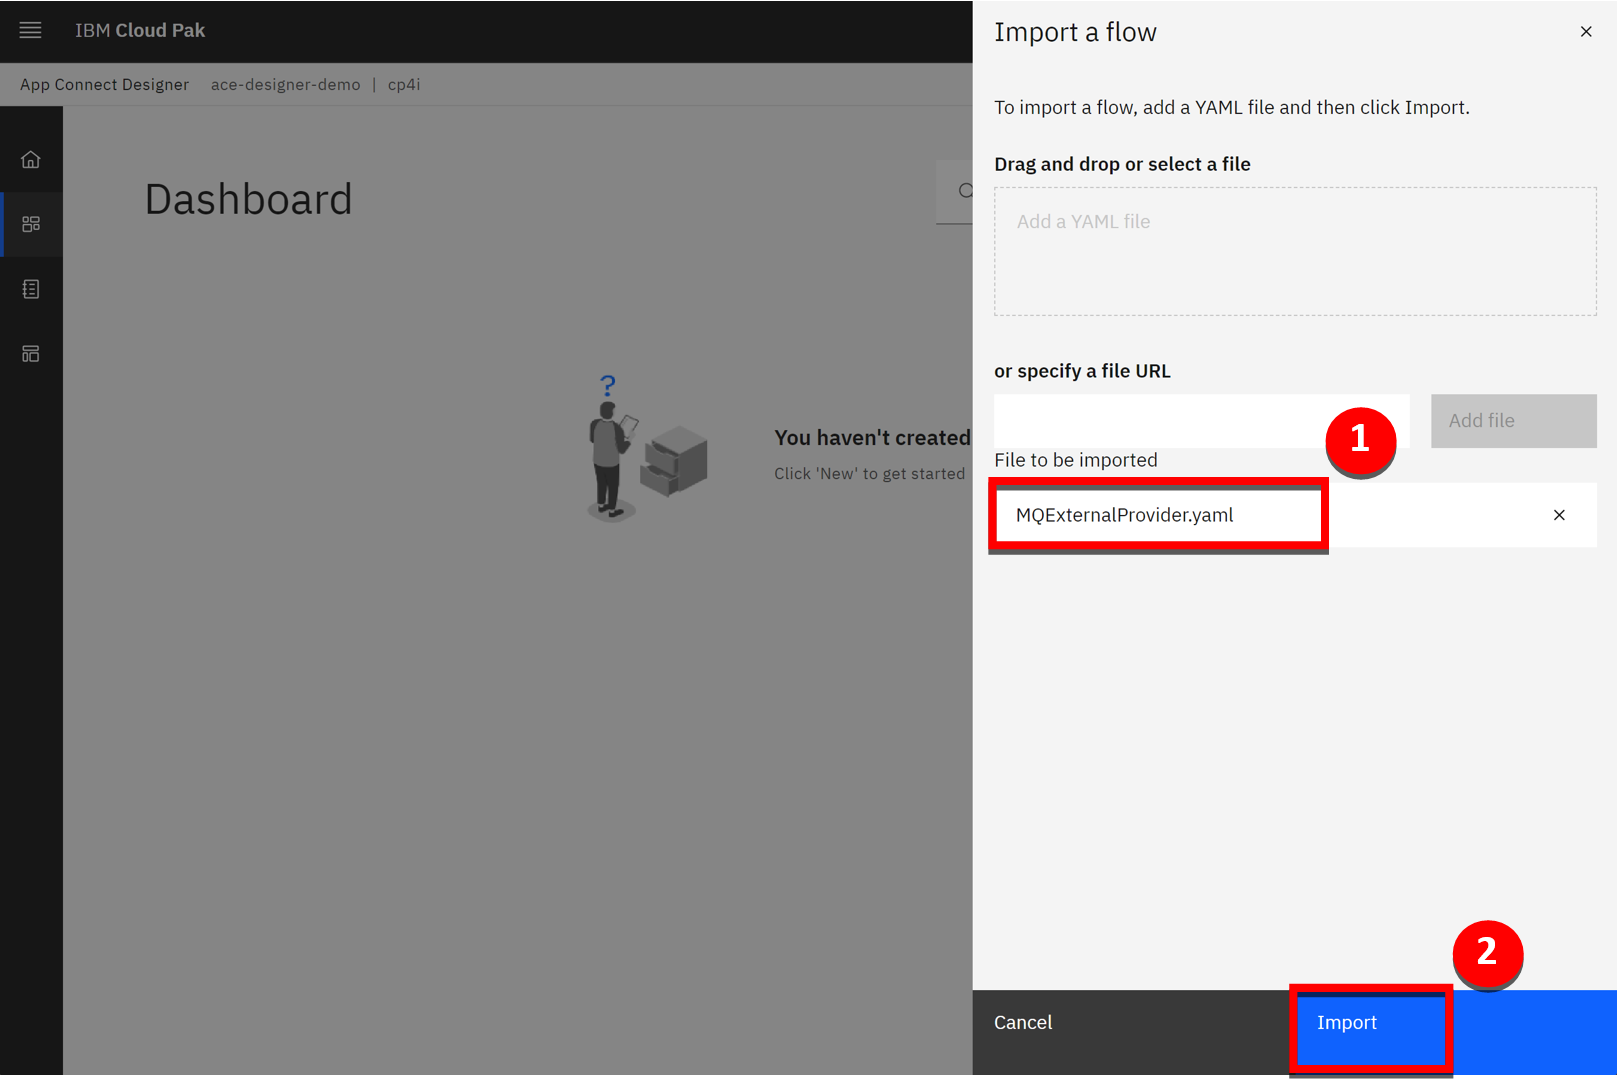 IBM Cloud Pak
App Connect Designer ace-designer-demo | cp4i
Dashboard
?
You haven't created
Click 'New' to get started
Import a flow
To import a flow, add a YAML file and then click Import.
Drag and drop or select a file
Add a YAML file
or specify a file URL
Add file
1
File to be imported
MQExternalProvider.yaml
2
Cancel
Import